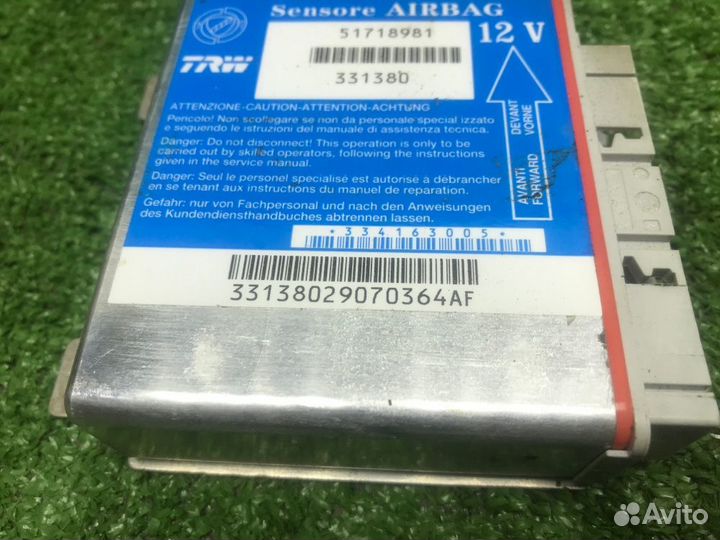 Sensore AIRBAG
51718981
12 V
TRW
331380
ATTENZIONE-CAUTION-ATTENTION-ACHTUNG
Pericolo! Non scollegare se non da personale specializzato
e seguendo le istruzioni del manuale di assistenza tecnica.
Danger: Do not disconnect! This operation is only to be
carried out by skilled operators, following the instructions
given in the service manual.
Danger: Seul le personel specialisé est autorisé à débrancher
en se tenant aux instructions du manuel de reparation.
Gefahr: nur von Fachpersonal und nach den Anweisungen
des Kundendiensthandbuches abtrennen lassen.
AVANTI DEVANT
FORWARD VORNE
*334163005*
33138029070364AF
Avito